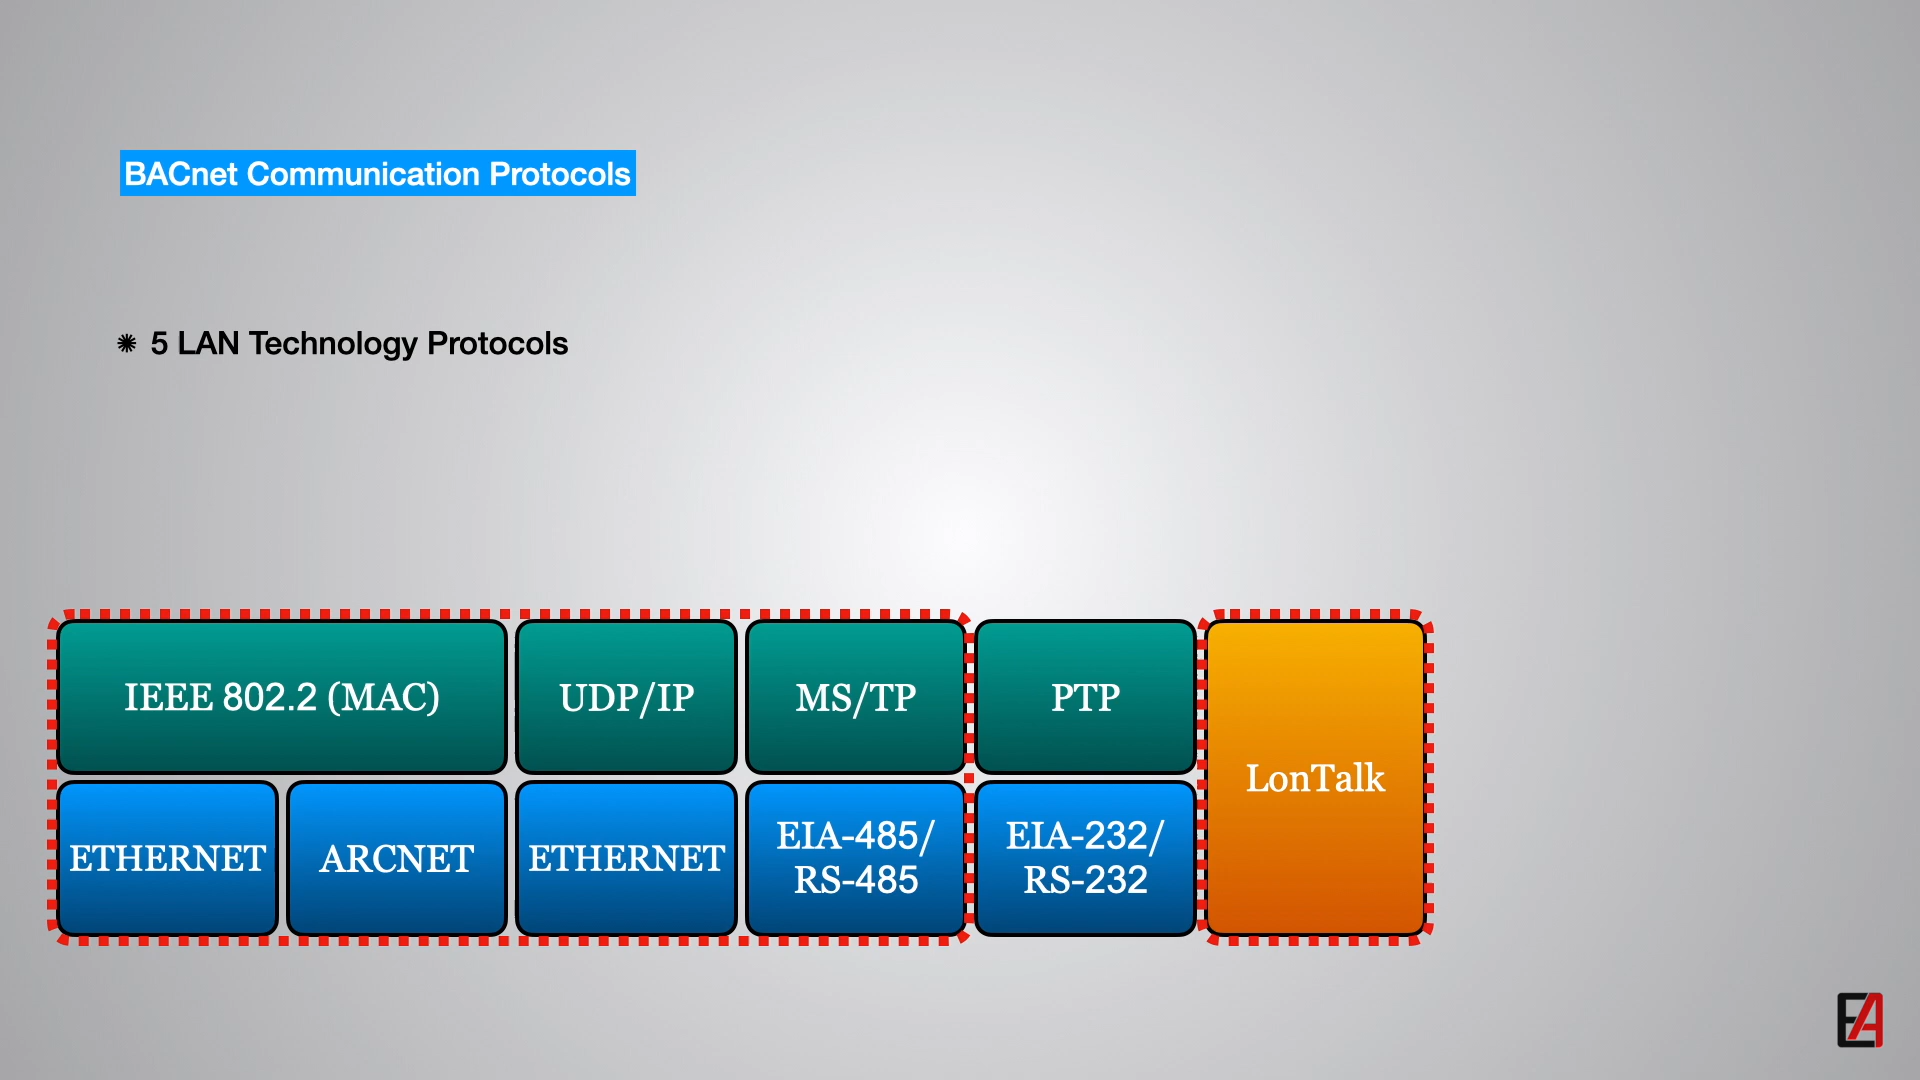 BACnet Communication Protocols
✺ 5 LAN Technology Protocols
IEEE 802.2 (MAC)
UDP/IP
MS/TP
PTP
LonTalk
ETHERNET
ARCNET
ETHERNET
EIA-485/
RS-485
EIA-232/
RS-232
EA